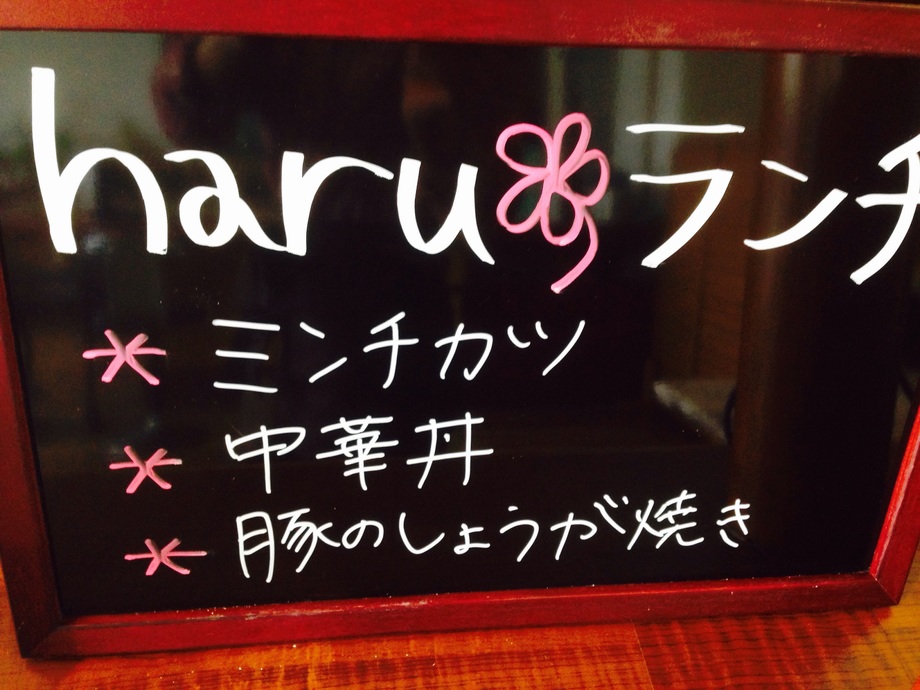 haru ランチ
* ミンチカツ
* 中華丼
* 豚のしょうが焼き